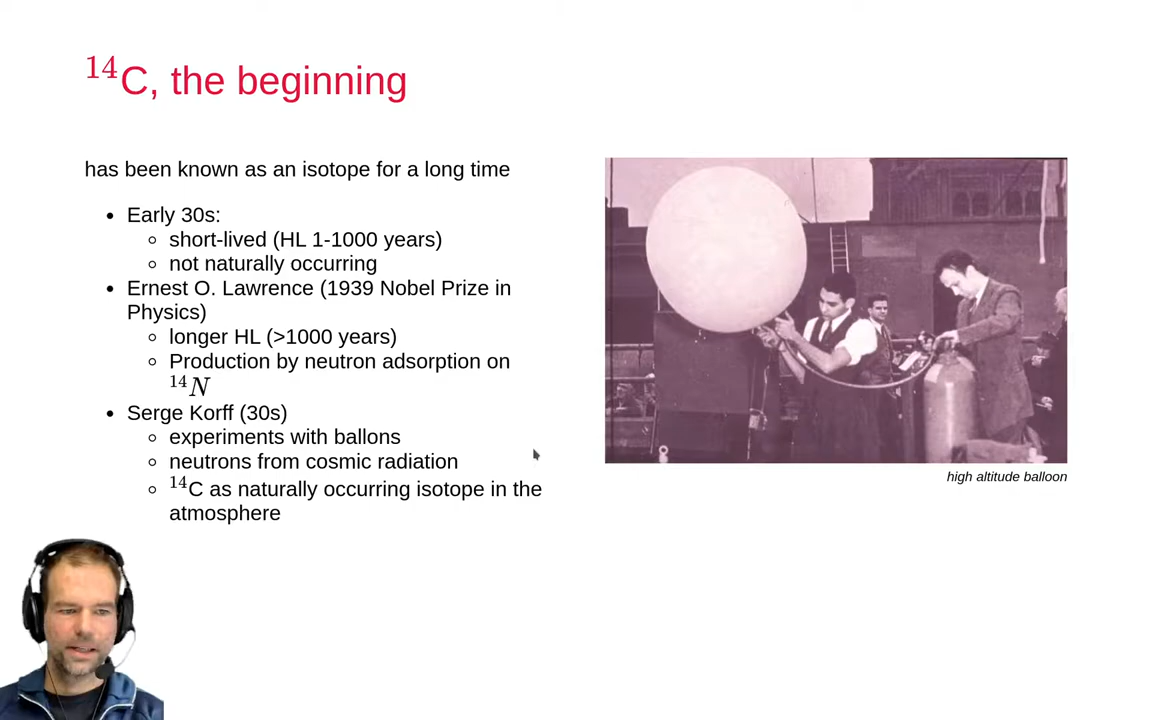 ¹⁴C, the beginning
has been known as an isotope for a long time
• Early 30s:
◦ short-lived (HL 1-1000 years)
◦ not naturally occurring
• Ernest O. Lawrence (1939 Nobel Prize in
Physics)
◦ longer HL (>1000 years)
◦ Production by neutron adsorption on
¹⁴N
• Serge Korff (30s)
◦ experiments with ballons
◦ neutrons from cosmic radiation
◦ ¹⁴C as naturally occurring isotope in the
atmosphere
high altitude balloon